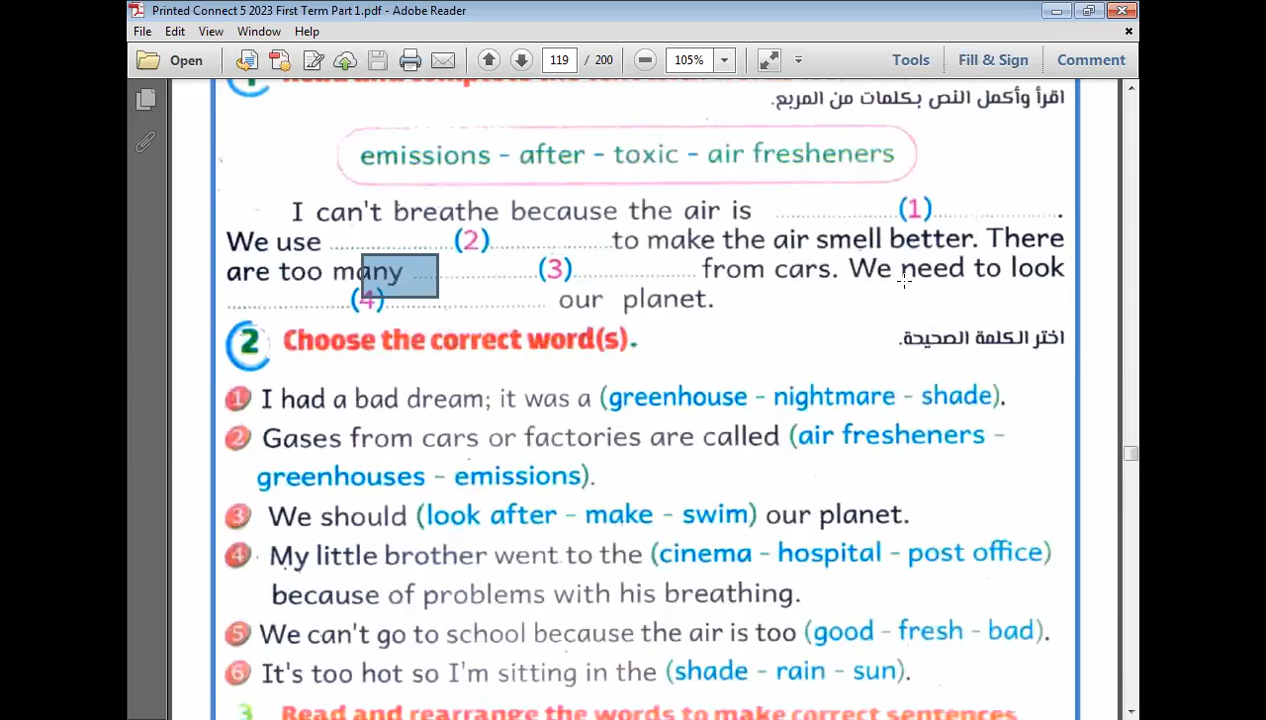 Printed Connect 5 2023 First Term Part 1.pdf - Adobe Reader
File Edit View Window Help
Open 119 / 200 105% Tools Fill & Sign Comment
اقرأ وأكمل النص بكلمات من المربع.
emissions - after - toxic - air fresheners
I can't breathe because the air is ........(1)........ .
We use ........(2)........ to make the air smell better. There
are too many ........(3)........ from cars. We need to look
........(4)........ our planet.
2 Choose the correct word(s). اختر الكلمة الصحيحة.
1 I had a bad dream; it was a (greenhouse - nightmare - shade).
2 Gases from cars or factories are called (air fresheners -
greenhouses - emissions).
3 We should (look after - make - swim) our planet.
4 My little brother went to the (cinema - hospital - post office)
because of problems with his breathing.
5 We can't go to school because the air is too (good - fresh - bad).
6 It's too hot so I'm sitting in the (shade - rain - sun).
3 Read and rearrange the words to make correct sentences